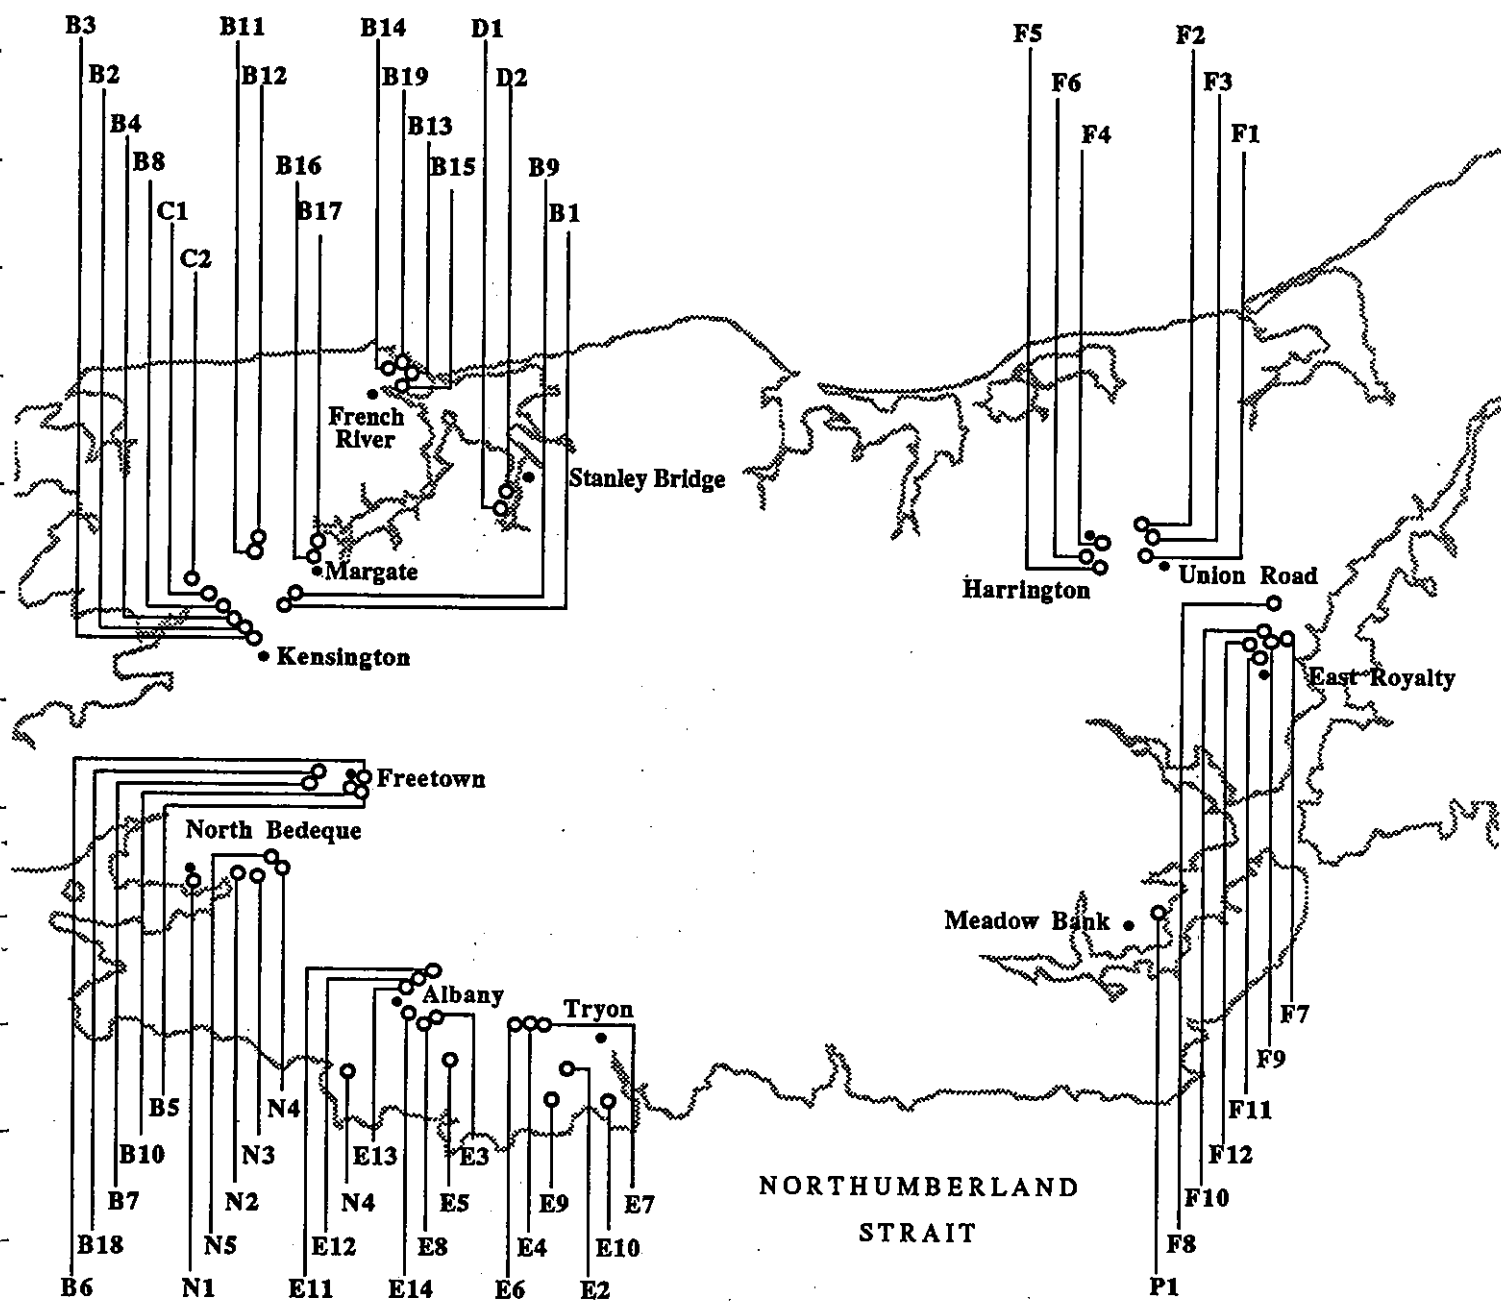 B3
B11
B14
D1
F5
F2
B2
B12
B19
D2
F6
F3
B4
B13
F4
F1
B8
B16
B15
B9
C1
B17
B1
C2
French
River
Stanley Bridge
Margate
Harrington
Union Road
Kensington
East Royalty
Freetown
North Bedeque
Meadow Bank
Albany
Tryon
F7
F9
B5
N4
F11
B10
N3
E13
E3
F12
B7
N2
N4
E5
E9
E7
NORTHUMBERLAND
F10
STRAIT
B18
N5
E12
E8
E4
E10
F8
B6
N1
E11
E14
E6
E2
P1